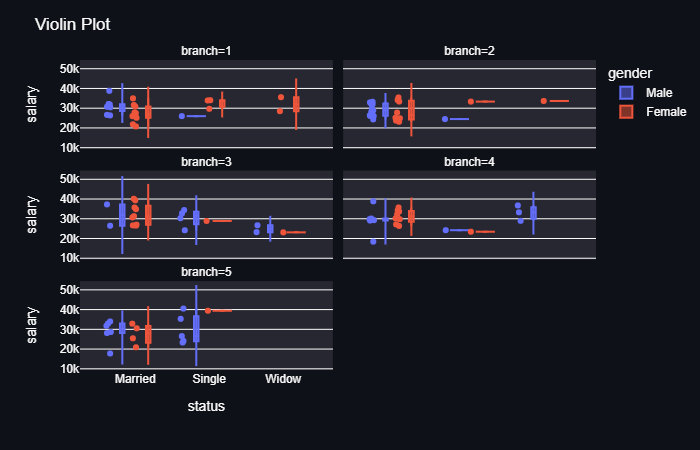 Violin Plot
branch=1
branch=2
gender
Male
Female
salary
50k
40k
30k
20k
10k
branch=3
branch=4
salary
50k
40k
30k
20k
10k
branch=5
salary
50k
40k
30k
20k
10k
Married
Single
Widow
status